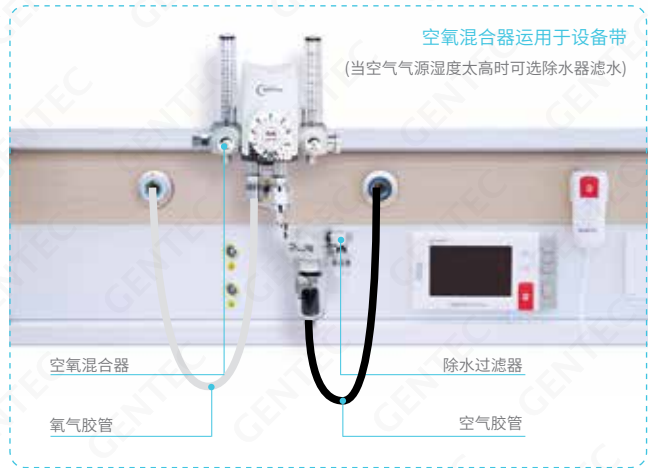 空氧混合器运用于设备带
(当空气气源湿度太高时可选除水器滤水)
空氧混合器
除水过滤器
氧气胶管
空气胶管
GENTEC